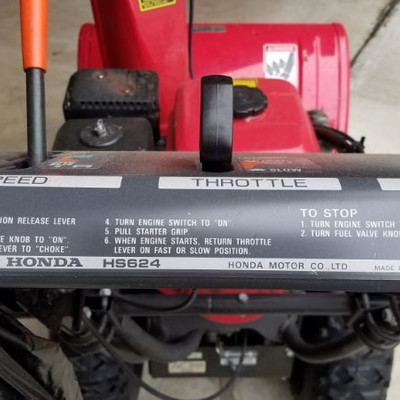 SLOW
EED
THROTTLE
ION RELEASE LEVER
E KNOB TO "ON".
EVER TO "CHOKE".
4. TURN ENGINE SWITCH TO "ON".
5. PULL STARTER GRIP
6. WHEN ENGINE STARTS, RETURN THROTTLE
LEVER ON FAST OR SLOW POSITION.
TO STOP
1. TURN ENGINE SWITCH
2. TURN FUEL VALVE KNOB
HONDA HS624 HONDA MOTOR CO.,LTD MADE